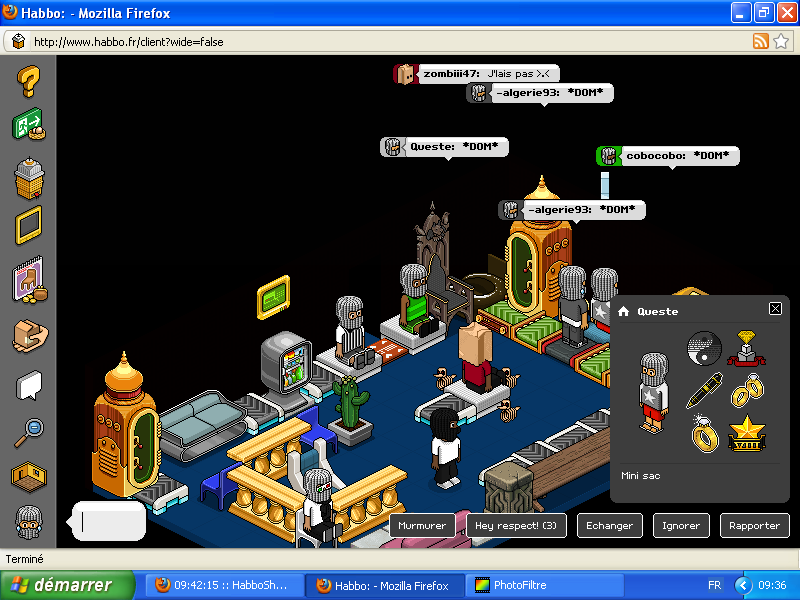 Habbo: - Mozilla Firefox
http://www.habbo.fr/client?wide=false
zombiii47: J'lais pas >.<
-algerie93: *DOM*
Queste: *DOM*
cobocobo: *DOM*
-algerie93: *DOM*
Queste
Mini sac
Murmurer
Hey respect! (3)
Echanger
Ignorer
Rapporter
Terminé
démarrer
09:42:15 :: HabboSh...
Habbo: - Mozilla Firefox
PhotoFiltre
FR
09:36